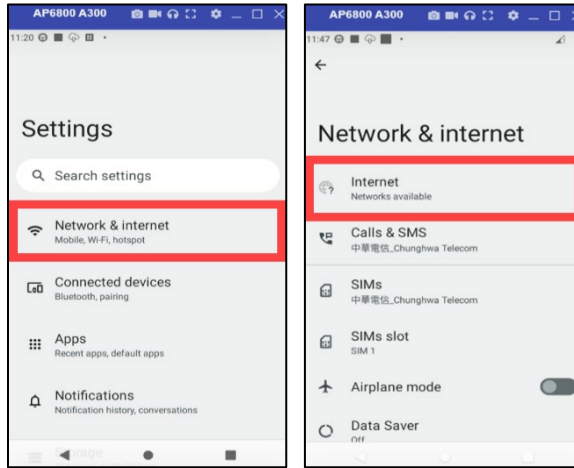 AP6800 A300
11:20
Settings
Search settings
Network & internet
Mobile, Wi-Fi, hotspot
Connected devices
Bluetooth, pairing
Apps
Recent apps, default apps
Notifications
Notification history, conversations
Storage
AP6800 A300
11:47
Network & internet
Internet
Networks available
Calls & SMS
中華電信_Chunghwa Telecom
SIMs
中華電信_Chunghwa Telecom
SIMs slot
SIM 1
Airplane mode
Data Saver
Off